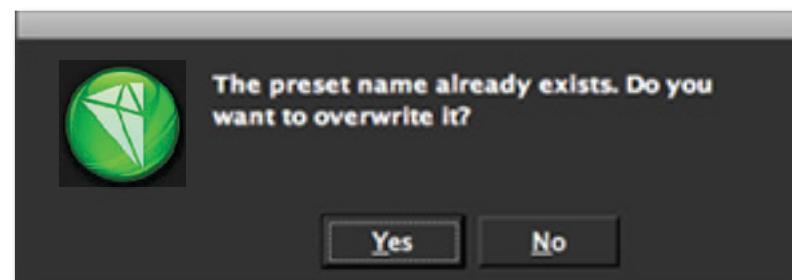 The preset name already exists. Do you
want to overwrite it?
Yes
No